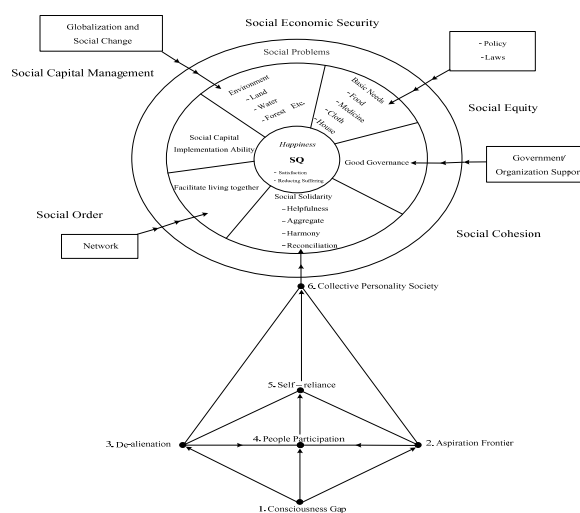 Social Economic Security
Globalization and
Social Change
Social Problems
- Policy
- Laws
Social Capital Management
Environment
- Land
- Water
- Forest Etc.
Basic Needs
- Food
- Medicine
- Cloth
- House
Social Equity
Social Capital
Implementation Ability
Happiness
SQ
- Satisfaction
- Reducing Suffering
Good Governance
Government/
Organization Support
Facilitate living together
Social Solidarity
- Helpfulness
- Aggregate
- Harmony
- Reconciliation
Social Order
Network
Social Cohesion
6. Collective Personality Society
5. Self-reliance
3. De-alienation
4. People Participation
2. Aspiration Frontier
1. Consciousness Gap